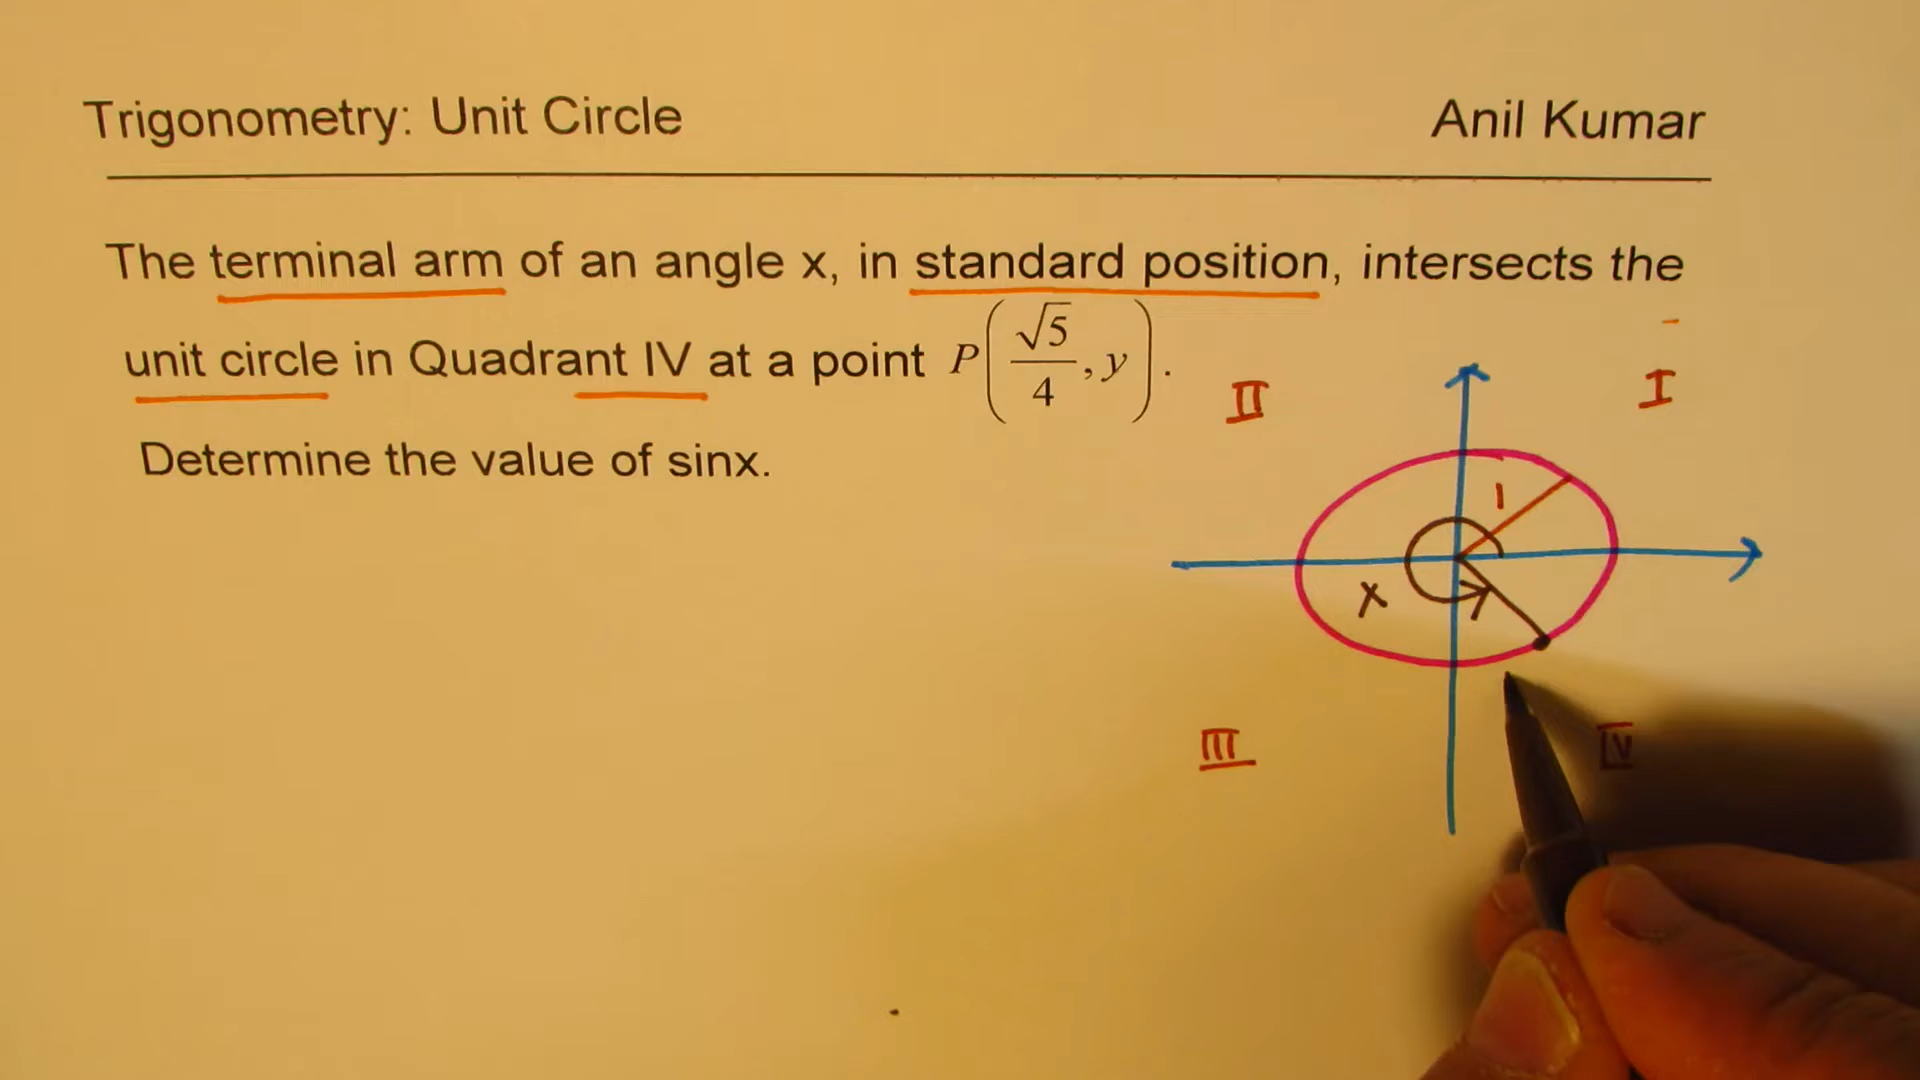 Trigonometry: Unit Circle Anil Kumar
The terminal arm of an angle x, in standard position, intersects the
unit circle in Quadrant IV at a point P(√5/4, y).
Determine the value of sinx.
II I
1
X
III IV